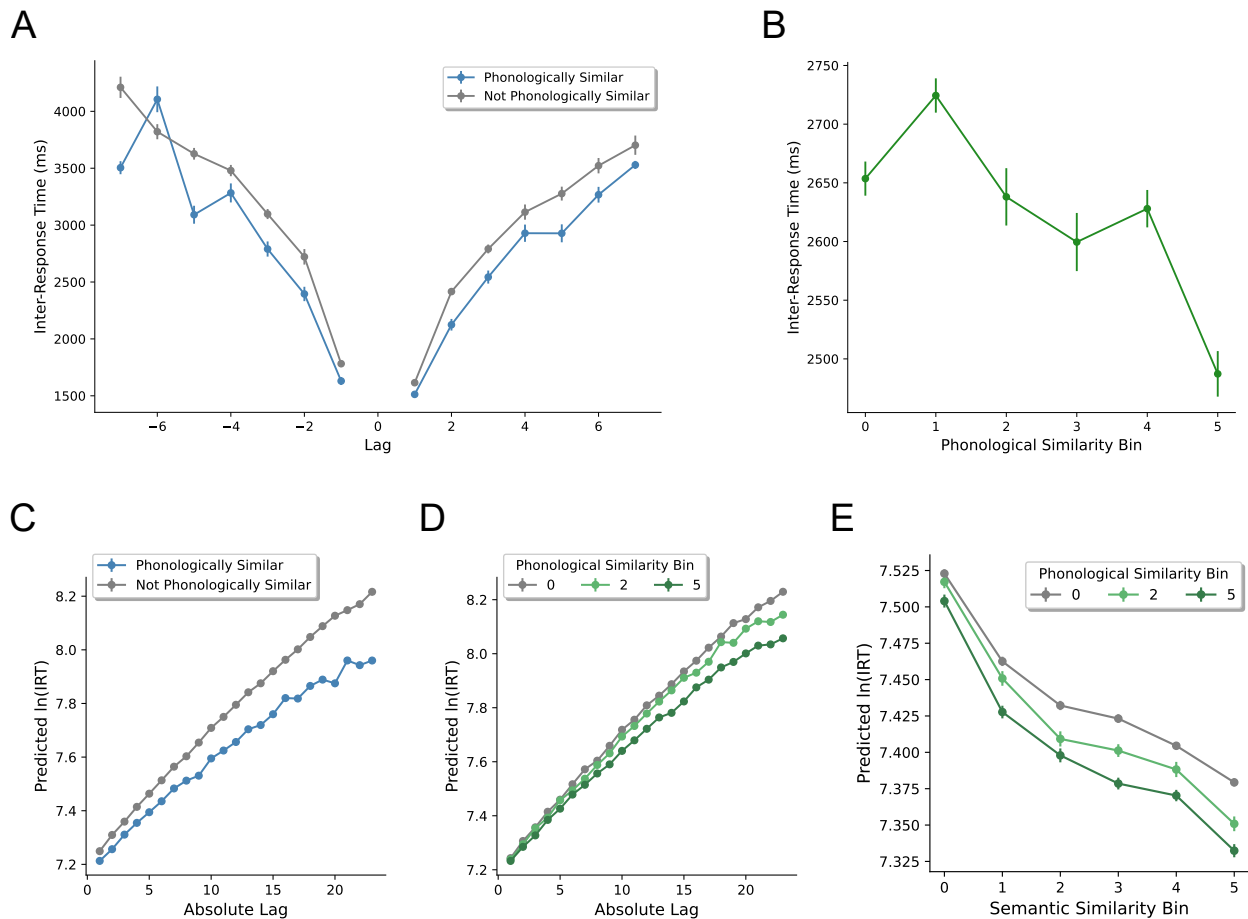 A
B
Phonologically Similar
Not Phonologically Similar
Inter-Response Time (ms)
4000
3500
3000
2500
2000
1500
−6
−4
−2
0
2
4
6
Lag
Inter-Response Time (ms)
2750
2700
2650
2600
2550
2500
0
1
2
3
4
5
Phonological Similarity Bin
C
D
E
Phonologically Similar
Not Phonologically Similar
Predicted ln(IRT)
8.2
8.0
7.8
7.6
7.4
7.2
0
5
10
15
20
Absolute Lag
Phonological Similarity Bin
0 2 5
Predicted ln(IRT)
8.2
8.0
7.8
7.6
7.4
7.2
0
5
10
15
20
Absolute Lag
Phonological Similarity Bin
0 2 5
Predicted ln(IRT)
7.525
7.500
7.475
7.450
7.425
7.400
7.375
7.350
7.325
0
1
2
3
4
5
Semantic Similarity Bin